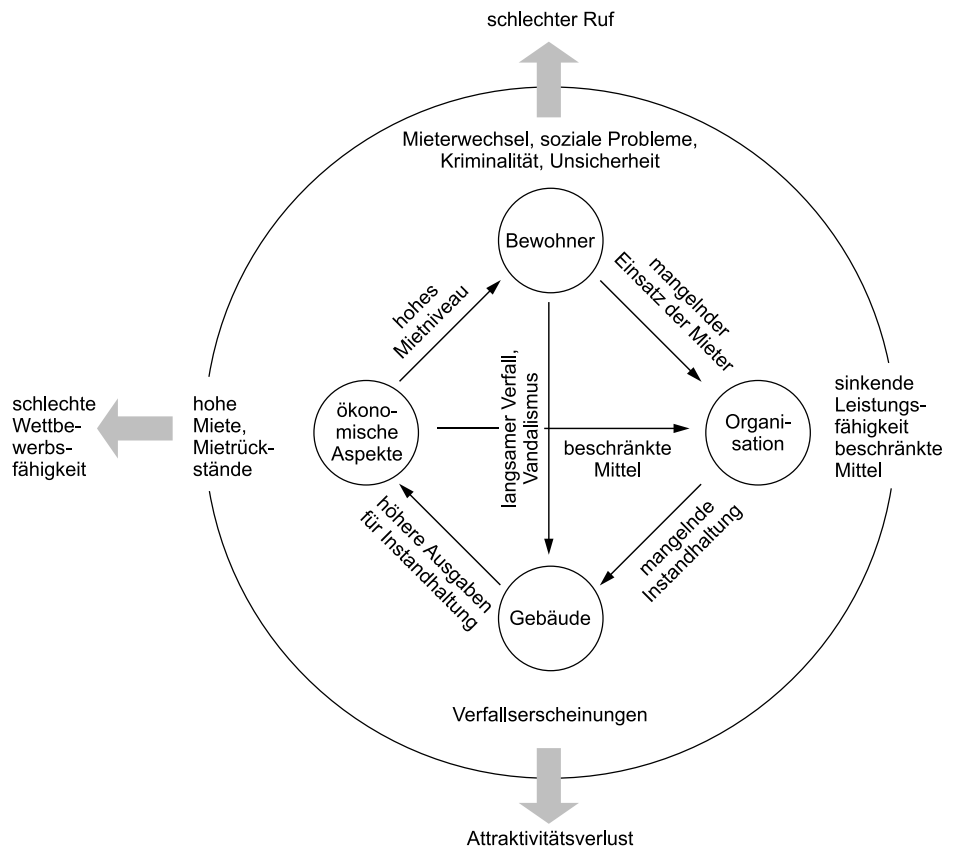 schlechter Ruf
Mieterwechsel, soziale Probleme,
Kriminalität, Unsicherheit
Bewohner
hohes
Mietniveau
mangelnder
Einsatz der Mieter
schlechte
Wettbe-
werbs-
fähigkeit
hohe
Miete,
Mietrück-
stände
ökono-
mische
Aspekte
langsamer Verfall,
Vandalismus
beschränkte
Mittel
Organi-
sation
sinkende
Leistungs-
fähigkeit
beschränkte
Mittel
höhere Ausgaben
für Instandhaltung
mangelnde
Instandhaltung
Gebäude
Verfallserscheinungen
Attraktivitätsverlust